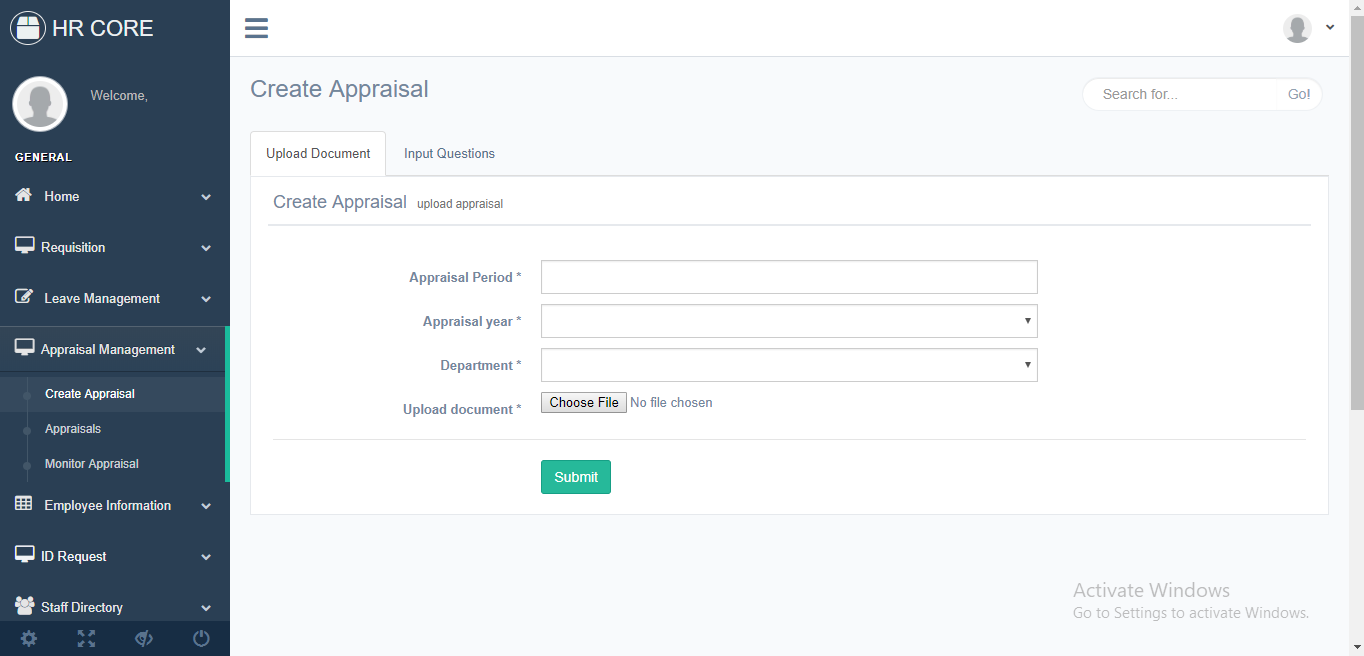 HR CORE
Welcome,
GENERAL
Home
Requisition
Leave Management
Appraisal Management
Create Appraisal
Appraisals
Monitor Appraisal
Employee Information
ID Request
Staff Directory
Create Appraisal
Search for... Go!
Upload Document Input Questions
Create Appraisal upload appraisal
Appraisal Period *
Appraisal year *
Department *
Upload document * Choose File No file chosen
Submit
Activate Windows
Go to Settings to activate Windows.